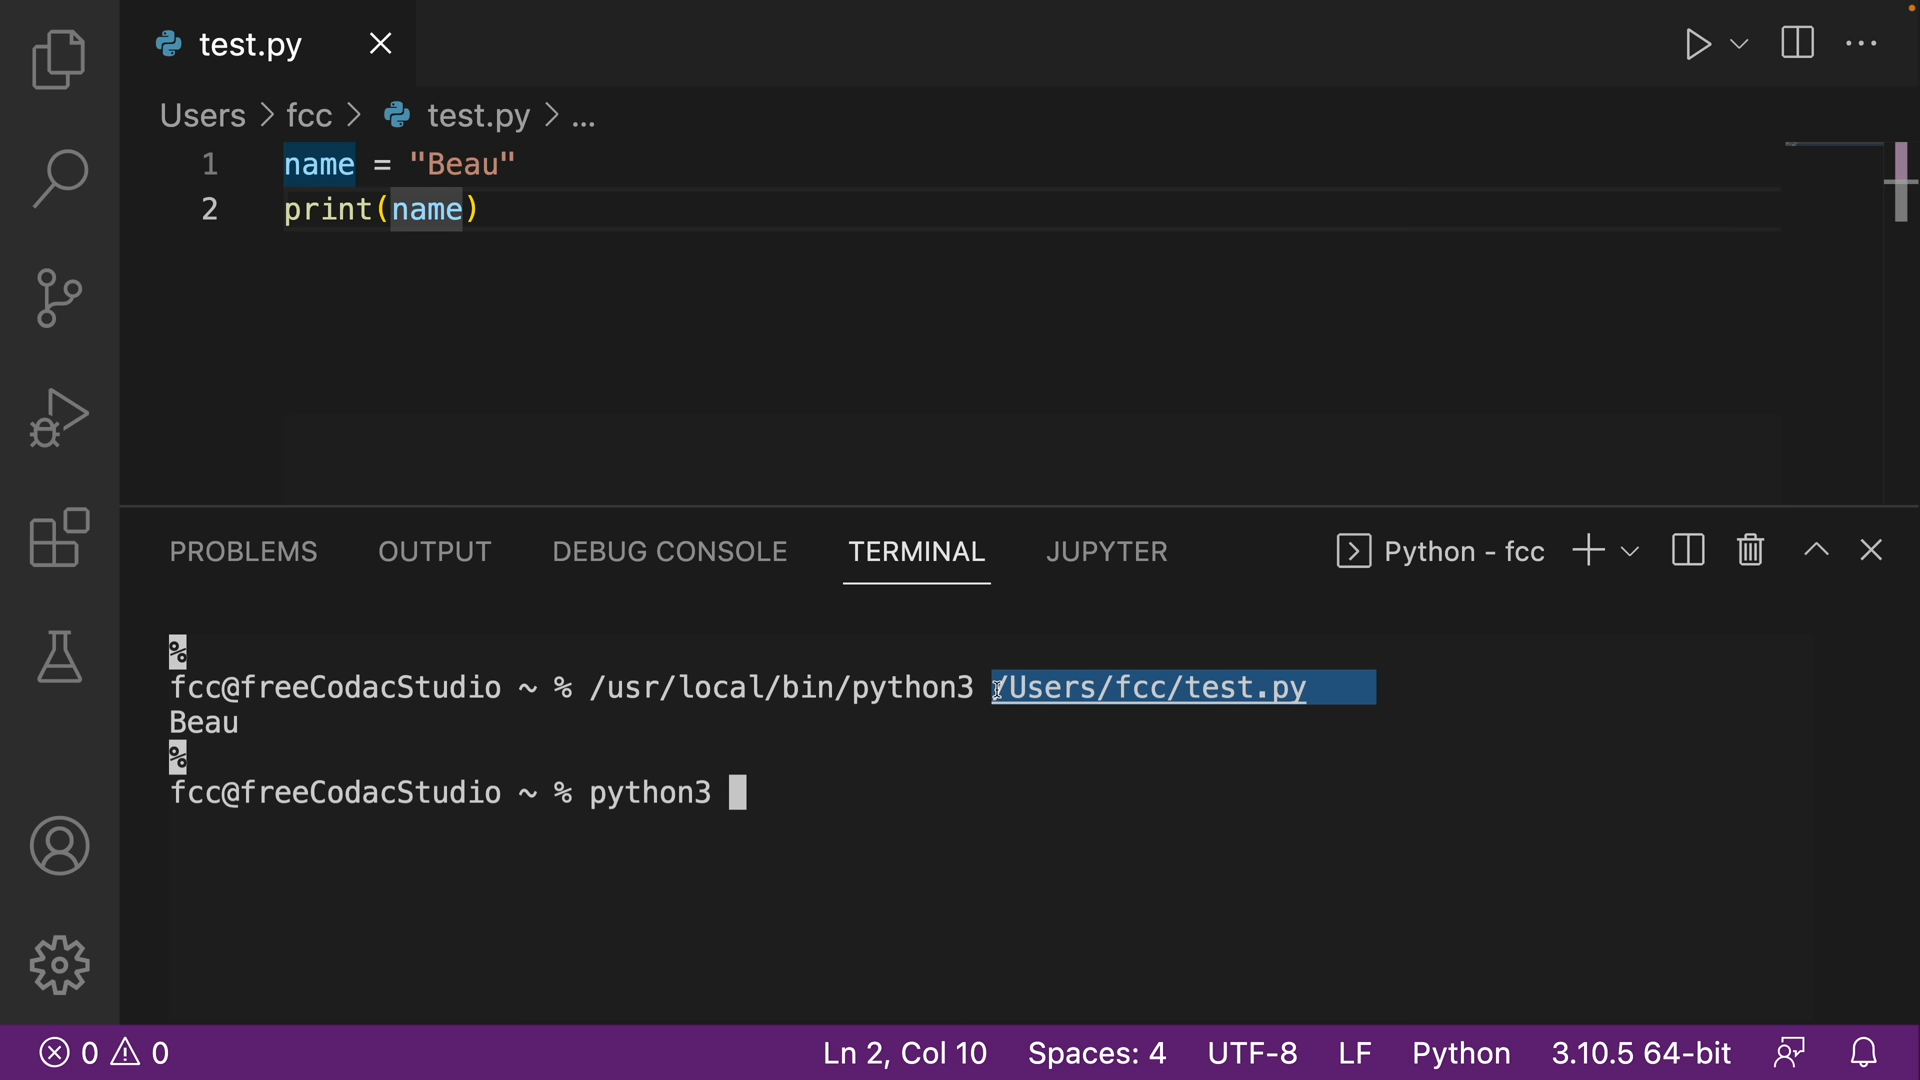 test.py
Users > fcc > test.py > ...
1 name = "Beau"
2 print(name)
PROBLEMS OUTPUT DEBUG CONSOLE TERMINAL JUPYTER Python - fcc
%
fcc@freeCodacStudio ~ % /usr/local/bin/python3 /Users/fcc/test.py
Beau
%
fcc@freeCodacStudio ~ % python3
0 0 Ln 2, Col 10 Spaces: 4 UTF-8 LF Python 3.10.5 64-bit